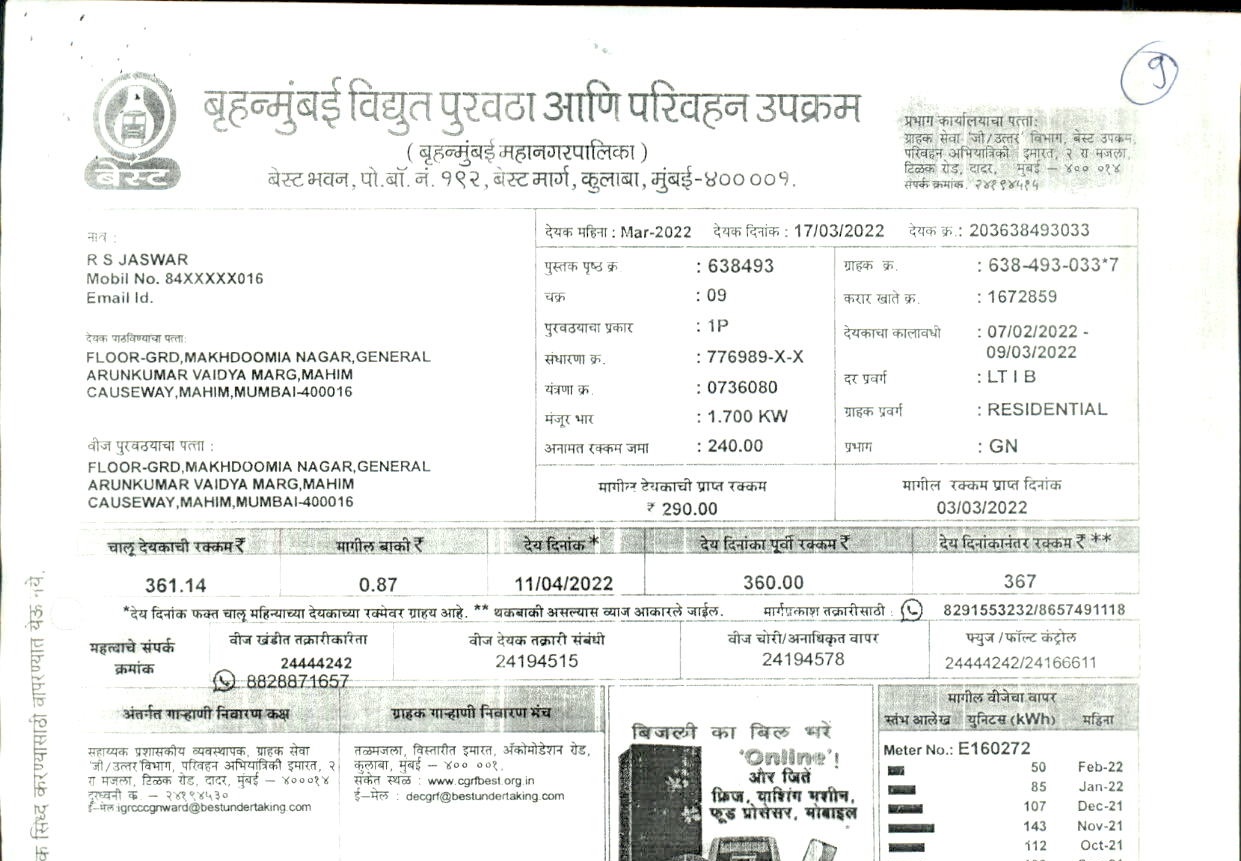 9
बृहन्मुंबई विद्युत पुरवठा आणि परिवहन उपक्रम
( बृहन्मुंबई महानगरपालिका )
बेस्ट भवन, पो.बॉ. नं. १९२, बेस्ट मार्ग, कुलाबा, मुंबई-४०० ००१.
बेस्ट
प्रभाग कार्यालयाचा पत्ता:
ग्राहक सेवा 'जी/उत्तर' विभाग, बेस्ट उपक्रम,
परिवहन अभियांत्रिकी इमारत, २ रा मजला,
टिळक रोड, दादर, मुंबई – ४०० ०१४
संपर्क क्रमांक. २४१९४५१५
नाव :
R S JASWAR
Mobil No. 84XXXXX016
Email Id.
देयक पाठविण्याचा पत्ता:
FLOOR-GRD,MAKHDOOMIA NAGAR,GENERAL
ARUNKUMAR VAIDYA MARG,MAHIM
CAUSEWAY,MAHIM,MUMBAI-400016
वीज पुरवठयाचा पत्ता :
FLOOR-GRD,MAKHDOOMIA NAGAR,GENERAL
ARUNKUMAR VAIDYA MARG,MAHIM
CAUSEWAY,MAHIM,MUMBAI-400016
देयक महिना : Mar-2022 देयक दिनांक : 17/03/2022 देयक क्र.: 203638493033
पुस्तक पृष्ठ क्र : 638493
चक्र : 09
पुरवठयाचा प्रकार : 1P
संधारणा क्र. : 776989-X-X
यंत्रणा क्र. : 0736080
मंजूर भार : 1.700 KW
अनामत रक्कम जमा : 240.00
ग्राहक क्र. : 638-493-033*7
करार खाते क्र. : 1672859
देयकाचा कालावधी : 07/02/2022 -
09/03/2022
दर प्रवर्ग : LT I B
ग्राहक प्रवर्ग : RESIDENTIAL
प्रभाग : GN
मागील देयकाची प्राप्त रक्कम
₹ 290.00
मागील रक्कम प्राप्त दिनांक
03/03/2022
चालू देयकाची रक्कम ₹ मागील बाकी ₹ देय दिनांक * देय दिनांका पूर्वी रक्कम ₹ देय दिनांकानंतर रक्कम ₹ **
361.14 0.87 11/04/2022 360.00 367
*देय दिनांक फक्त चालू महिन्याच्या देयकाच्या रक्मेवर ग्राहय आहे. ** थकबाकी असल्यास व्याज आकारले जाईल. मार्गप्रकाश तक्रारीसाठी : 8291553232/8657491118
महत्वाचे संपर्क
क्रमांक
वीज खंडीत तक्रारीकरिता
24444242
8828871657
वीज देयक तक्रारी संबंधी
24194515
वीज चोरी/अनाधिकृत वापर
24194578
फ्युज /फॉल्ट कंट्रोल
24444242/24166611
अंतर्गत गाऱ्हाणी निवारण कक्ष
सहाय्यक प्रशासकीय व्यवस्थापक, ग्राहक सेवा
'जी/उत्तर विभाग, परिवहन अभियांत्रिकी इमारत, २
रा मजला, टिळक रोड, दादर, मुंबई – ४०००१४
दूरध्वनी क्र. – २४१९४५३०
ई-मेल igrcccgnward@bestundertaking.com
ग्राहक गाऱ्हाणी निवारण मंच
तळमजला, विस्तारीत इमारत, अ‍ॅकोमोडेशन रोड,
कुलाबा, मुंबई – ४०० ००१.
संकेत स्थळ : www.cgrfbest.org.in
ई–मेल : decgrf@bestundertaking.com
बिजली का बिल भरें
'Online'!
और जितें
फ्रिज, वाशिंग मशीन,
फूड प्रोसेसर, मोबाइल
मागील वीजेचा वापर
स्तंभ आलेख युनिटस (kWh) महिना
Meter No.: E160272
50 Feb-22
85 Jan-22
107 Dec-21
143 Nov-21
112 Oct-21
क सिध्द करण्यासाठी वापरण्यात येऊ नये.